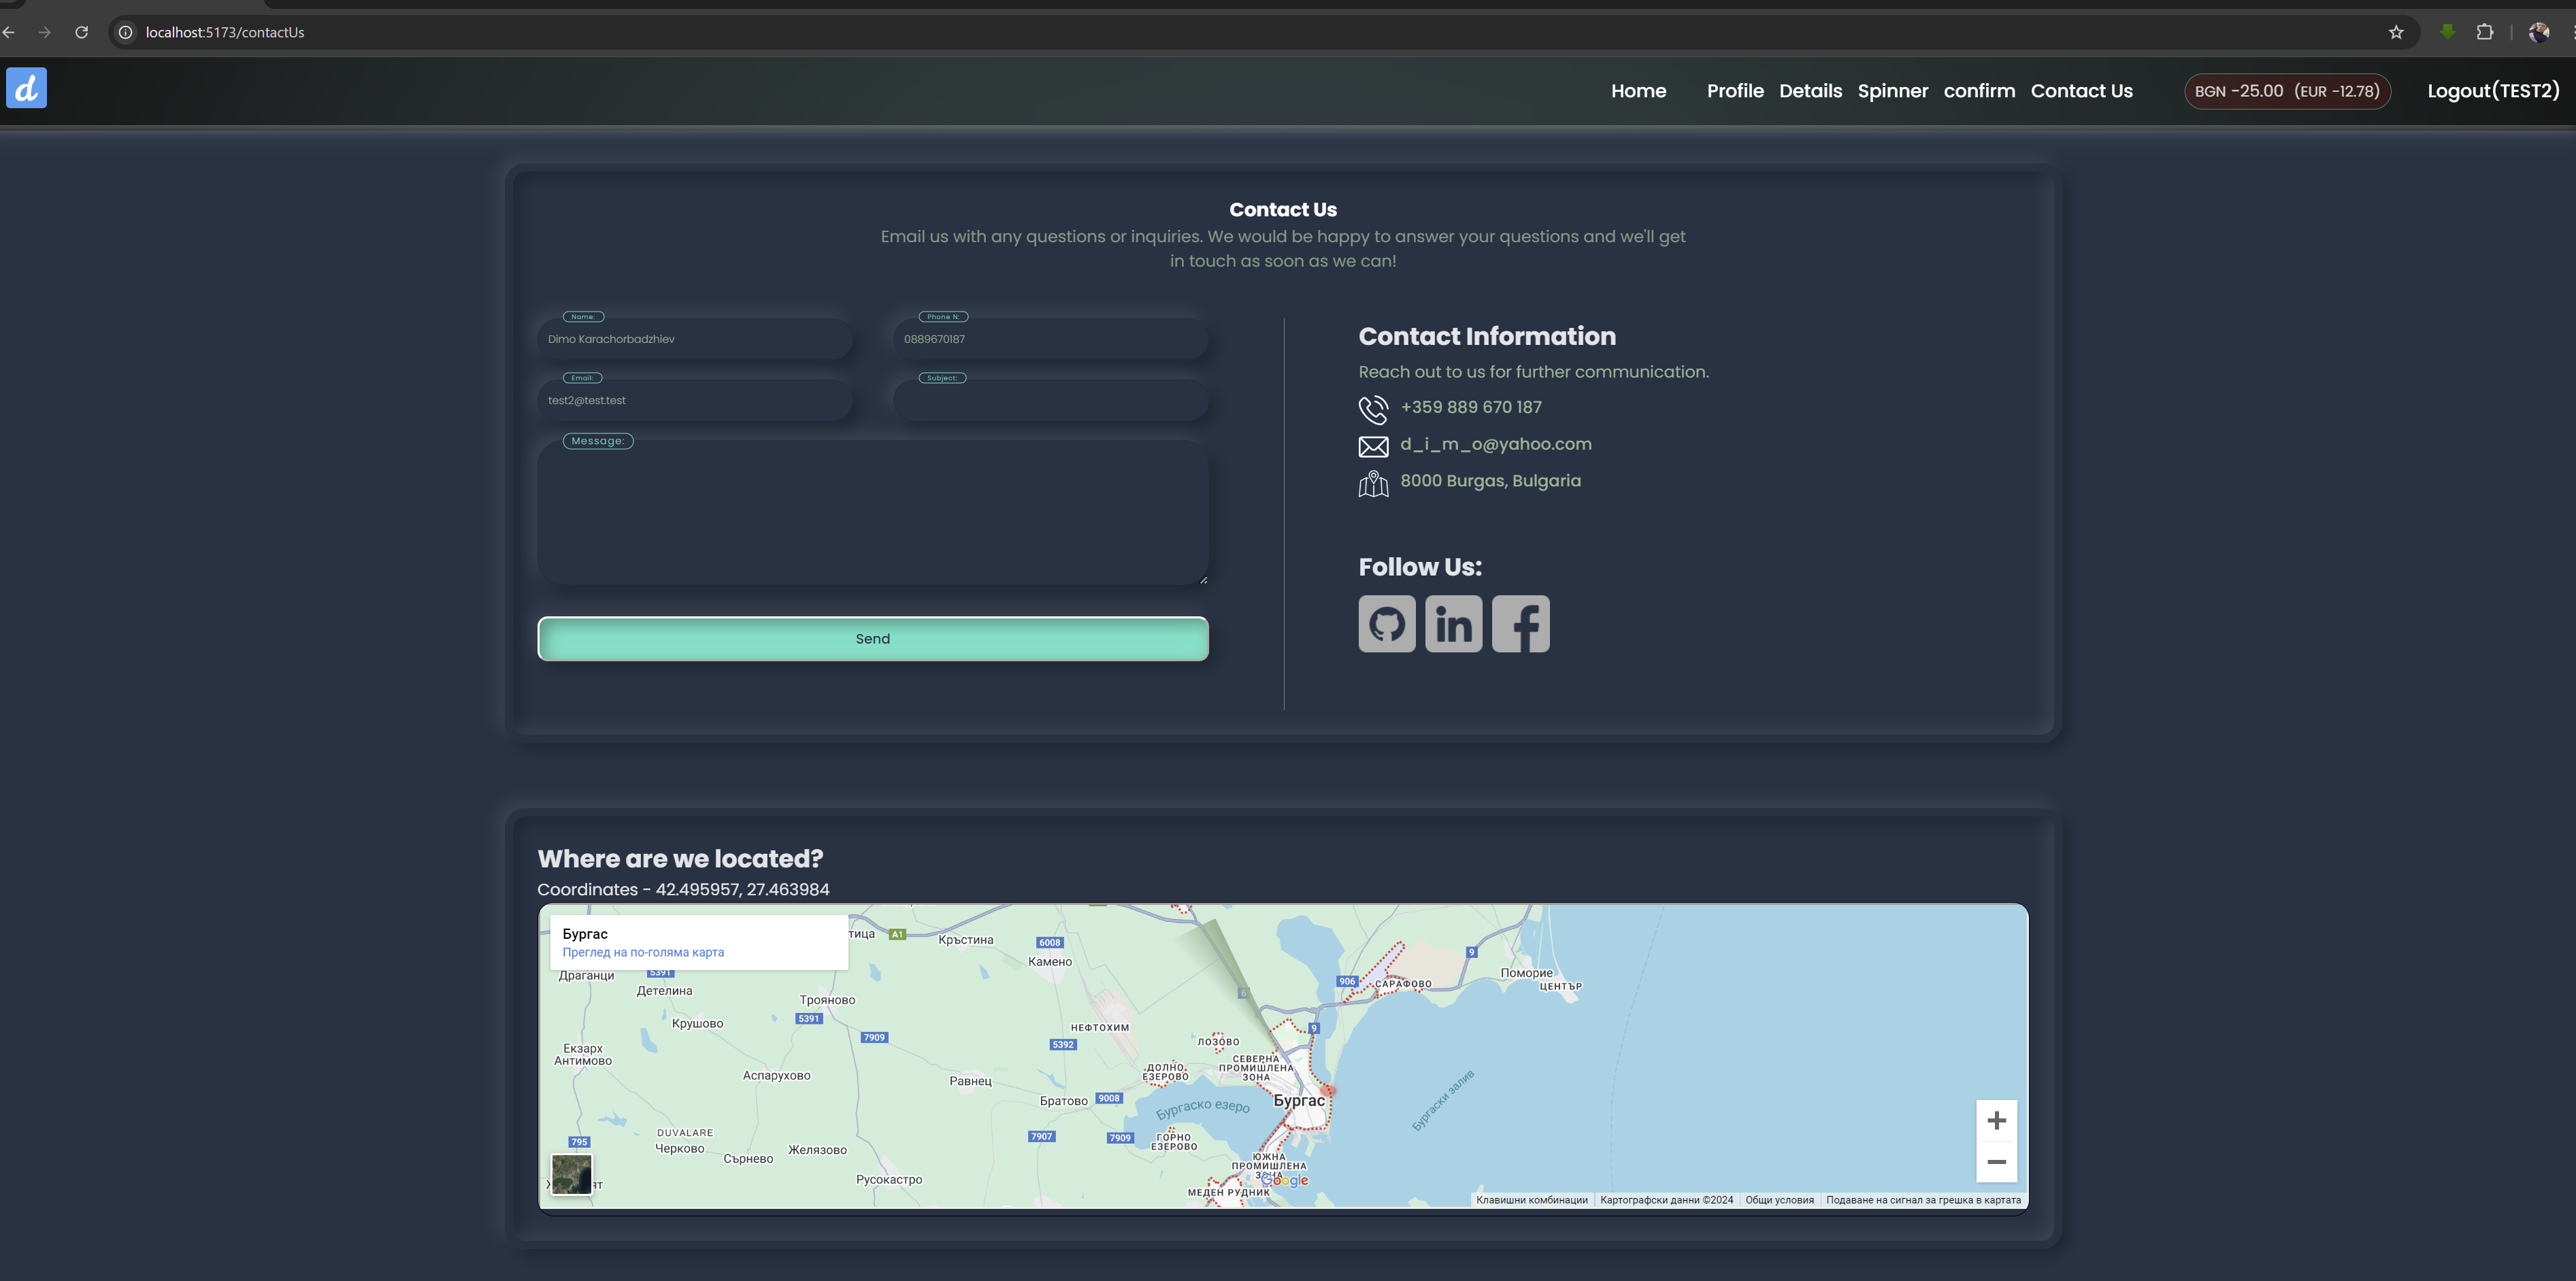 localhost:5173/contactUs
d
Home Profile Details Spinner confirm Contact Us BGN -25.00 (EUR -12.78) Logout(TEST2)
Contact Us
Email us with any questions or inquiries. We would be happy to answer your questions and we'll get
in touch as soon as we can!
Name:
Dimo Karachorbadzhiev
Phone N:
0889670187
Email:
test2@test.test
Subject:
Message:
Send
Contact Information
Reach out to us for further communication.
+359 889 670 187
d_i_m_o@yahoo.com
8000 Burgas, Bulgaria
Follow Us:
in
f
Where are we located?
Coordinates - 42.495957, 27.463984
Бургас
Преглед на по-голяма карта
тица
A1
Кръстина
6008
Камено
9
906
САРАФОВО
Поморие
ЦЕНТЪР
Драганци
5391
Детелина
Трояново
5391
Крушово
7909
НЕФТОХИМ
5392
6
9
ЛОЗОВО
Екзарх
Антимово
СЕВЕРНА
ПРОМИШЛЕНА
ЗОНА
ДОЛНО
ЕЗЕРОВО
Аспарухово
Равнец
Братово
9008
Бургаско езеро
Бургас
Бургаски залив
795
DUVALARE
Черково
Сърнево
Желязово
7907
7909
ГОРНО
ЕЗЕРОВО
ЮЖНА
ПРОМИШЛЕНА
ЗОНА
Google
Русокастро
МЕДЕН РУДНИК
Клавишни комбинации Картографски данни ©2024 Общи условия Подаване на сигнал за грешка в картата